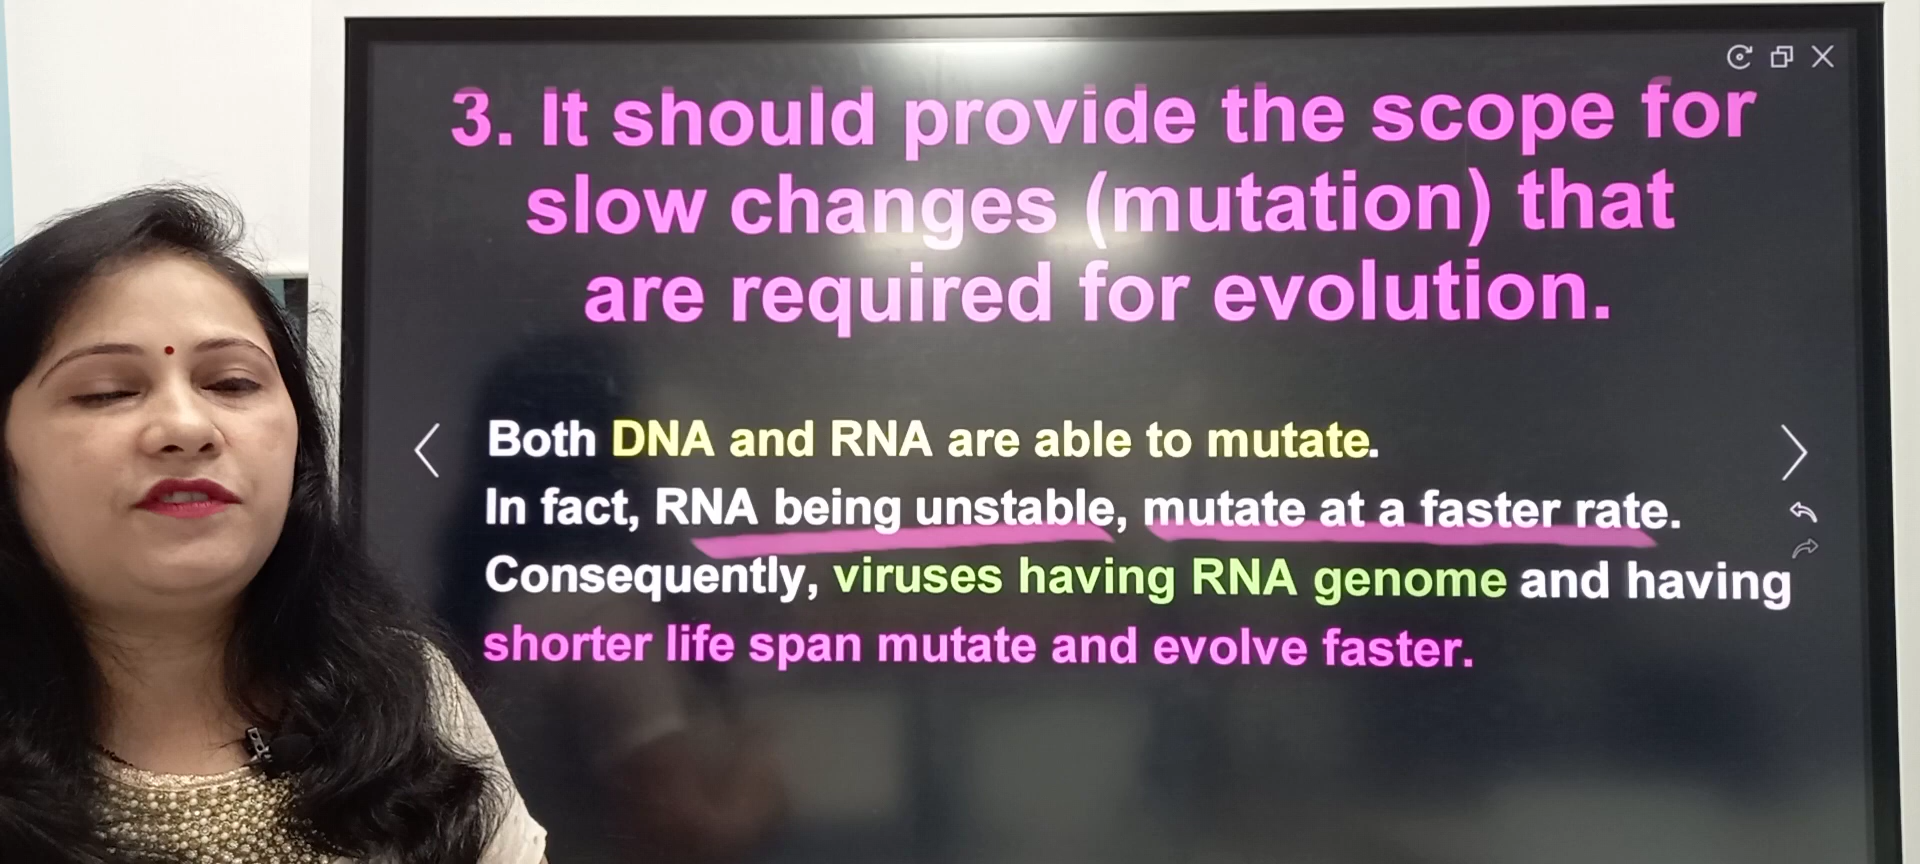 3. It should provide the scope for
slow changes (mutation) that
are required for evolution.
Both DNA and RNA are able to mutate.
In fact, RNA being unstable, mutate at a faster rate.
Consequently, viruses having RNA genome and having
shorter life span mutate and evolve faster.